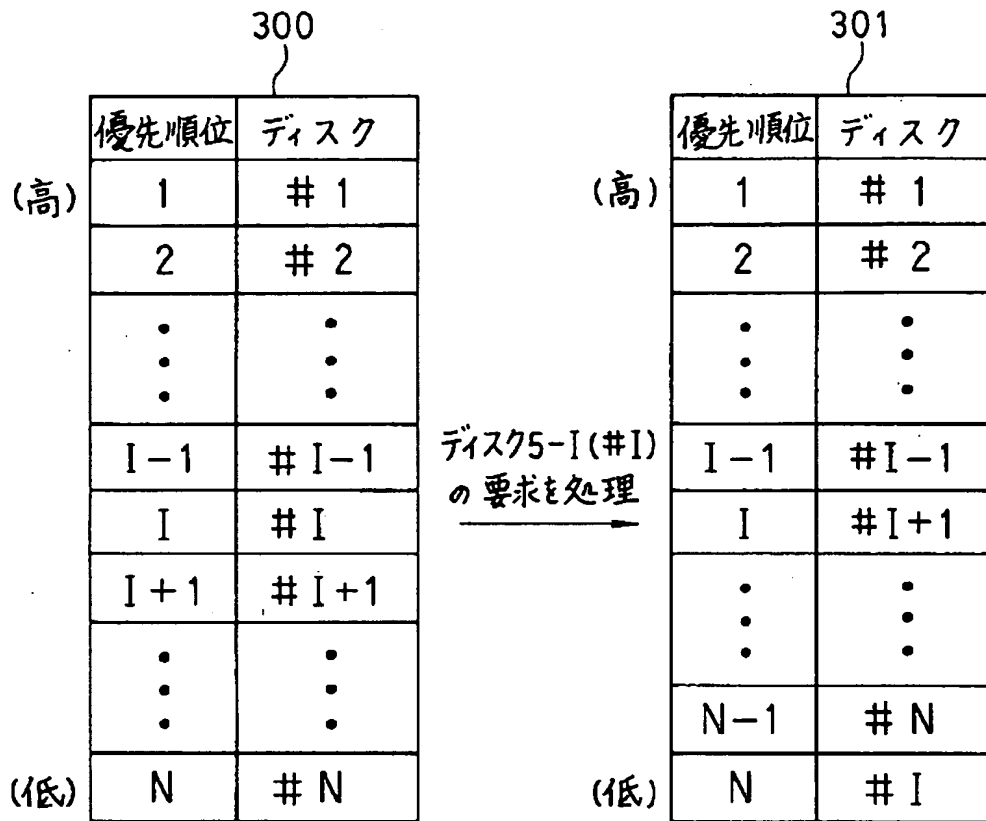 300
優先順位 ディスク
(高) 1 #1
2 #2
I-1 #I-1
I #I
I+1 #I+1
(低) N #N
ディスク5-I(#I)
の要求を処理
301
優先順位 ディスク
(高) 1 #1
2 #2
I-1 #I-1
I #I+1
N-1 #N
(低) N #I